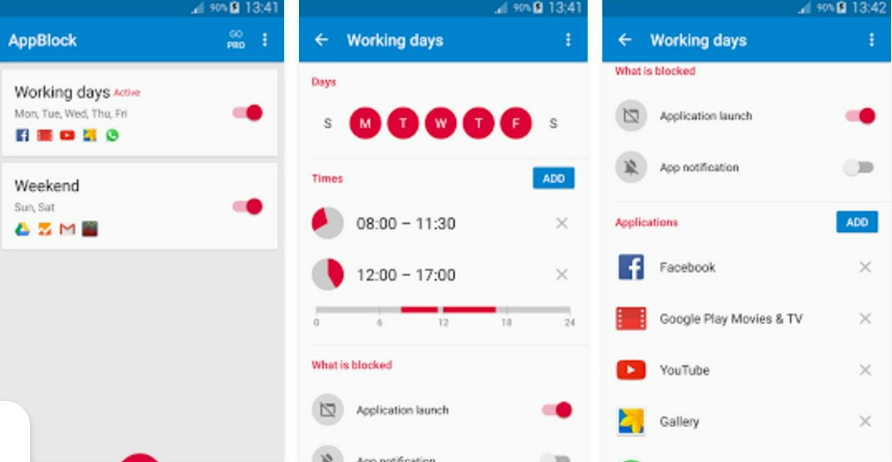 90% 13:41
AppBlock
GO
PRO
Working days Active
Mon, Tue, Wed, Thu, Fri
Weekend
Sun, Sat
90% 13:41
Working days
Days
S M T W T F S
Times
ADD
08:00 – 11:30
12:00 – 17:00
0 6 12 18 24
What is blocked
Application launch
App notification
90% 13:42
Working days
What is blocked
Application launch
App notification
Applications
ADD
Facebook
Google Play Movies & TV
YouTube
Gallery